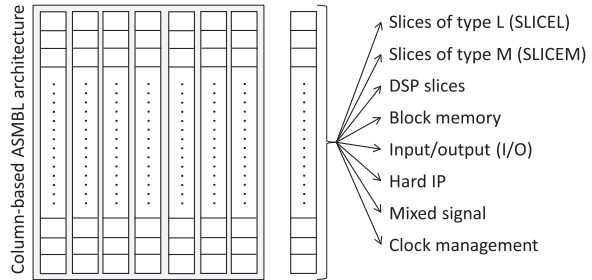 Column-based ASMBL architecture
Slices of type L (SLICEL)
Slices of type M (SLICEM)
DSP slices
Block memory
Input/output (I/O)
Hard IP
Mixed signal
Clock management